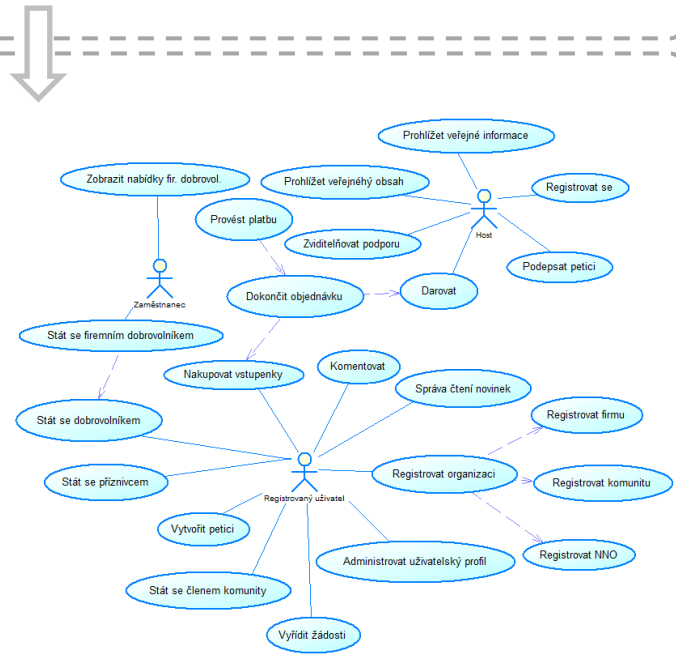 Prohlížet veřejné informace
Zobrazit nabídky fir. dobrovol.
Prohlížet veřejnéhý obsah
Registrovat se
Provést platbu
Host
Zviditelňovat podporu
Podepsat petici
Zaměstnanec
Dokončit objednávku
Darovat
Stát se firemním dobrovolníkem
Nakupovat vstupenky
Komentovat
Správa čtení novinek
Stát se dobrovolníkem
Registrovat firmu
Stát se příznivcem
Registrovat organizaci
Registrovat komunitu
Registrovaný uživatel
Vytvořit petici
Registrovat NNO
Administrovat uživatelský profil
Stát se členem komunity
Vyřídit žádosti